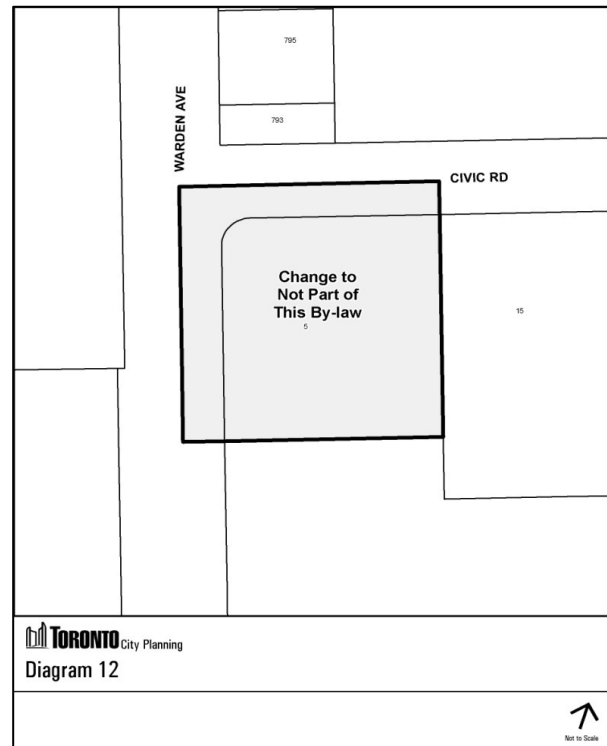 795
793
WARDEN AVE
CIVIC RD
Change to
Not Part of
This By-law
5
15
TORONTO City Planning
Diagram 12
Not to Scale